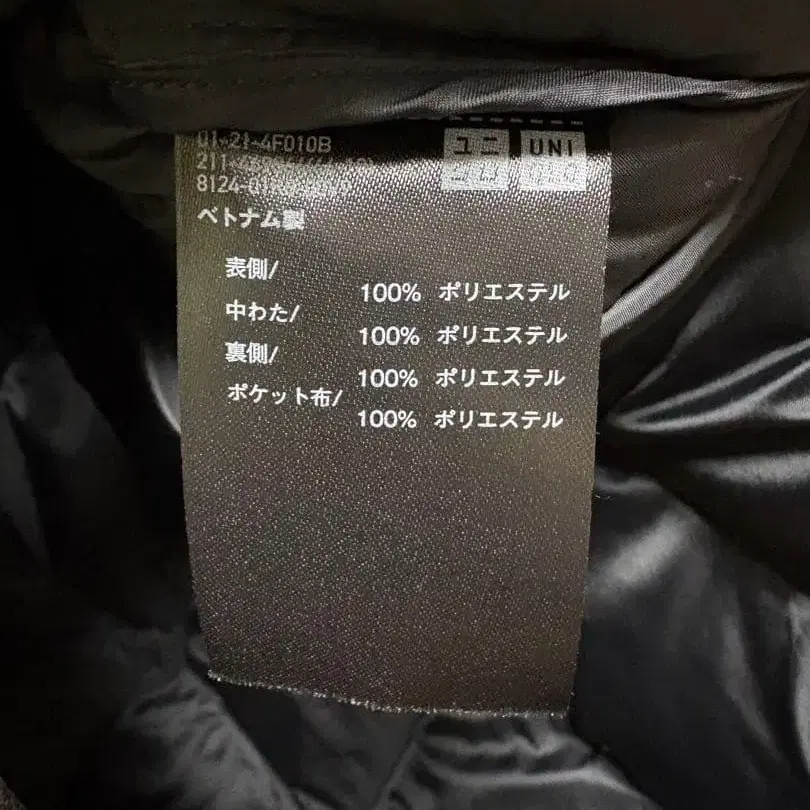 01-21-4F010B
ユニ UNI
ベトナム製
表側/
100% ポリエステル
中わた/
100% ポリエステル
裏側/
100% ポリエステル
ポケット布/
100% ポリエステル